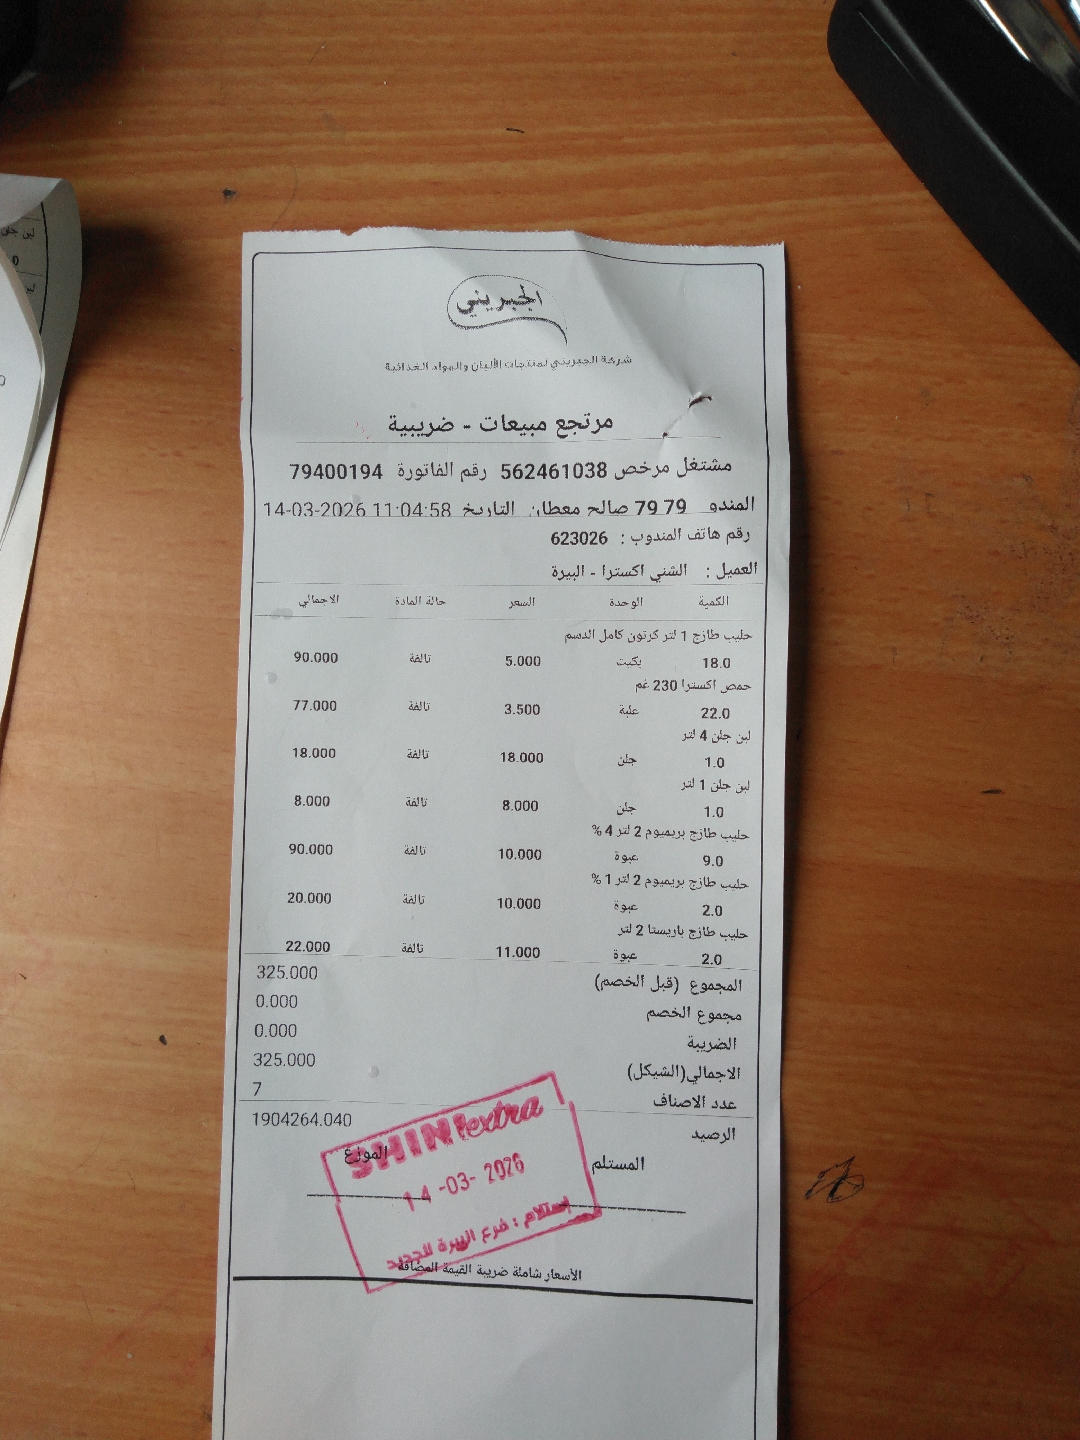 الجبريني
شركة الجبريني لمنتجات الألبان والمواد الغذائية
مرتجع مبيعات - ضريبية
مشتغل مرخص 562461038 رقم الفاتورة 79400194
المندو 79 79 صالح معطان التاريخ 14-03-2026 11:04:58
رقم هاتف المندوب : 623026
العميل : الشني اكسترا - البيرة
الكمية الوحدة السعر حالة المادة الاجمالي
حليب طازج 1 لتر كرتون كامل الدسم
18.0 بكيت 5.000 تالفة 90.000
حمص اكسترا 230 غم
22.0 علبة 3.500 تالفة 77.000
لبن جلن 4 لتر
1.0 جلن 18.000 تالفة 18.000
لبن جلن 1 لتر
1.0 جلن 8.000 تالفة 8.000
حليب طازج بريميوم 2 لتر 4 %
9.0 عبوة 10.000 تالفة 90.000
حليب طازج بريميوم 2 لتر 1 %
2.0 عبوة 10.000 تالفة 20.000
حليب طازج باريستا 2 لتر
2.0 عبوة 11.000 تالفة 22.000
المجموع (قبل الخصم) 325.000
مجموع الخصم 0.000
الضريبة 0.000
الاجمالي(الشيكل) 325.000
عدد الاصناف 7
الرصيد 1904264.040
المستلم الموزع
SHINI extra
14-03-2026
إستلام : فرع البيرة الجديد
الأسعار شاملة ضريبة القيمة المضافة